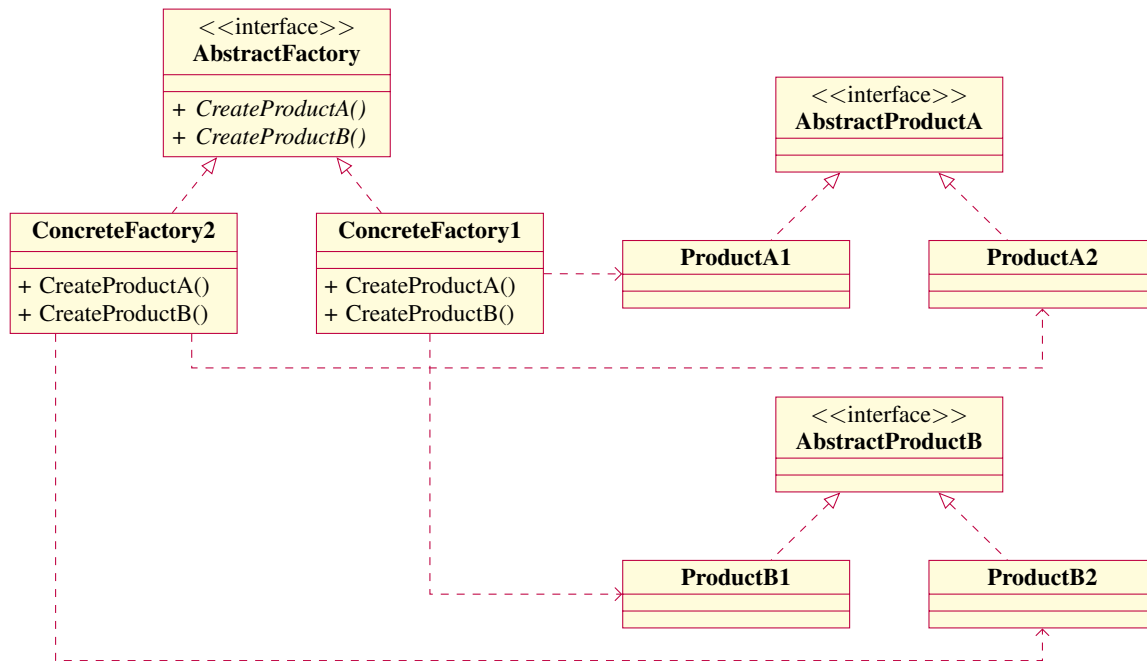 <<interface>>
AbstractFactory
+ CreateProductA()
+ CreateProductB()
<<interface>>
AbstractProductA
ConcreteFactory2
+ CreateProductA()
+ CreateProductB()
ConcreteFactory1
+ CreateProductA()
+ CreateProductB()
ProductA1
ProductA2
<<interface>>
AbstractProductB
ProductB1
ProductB2